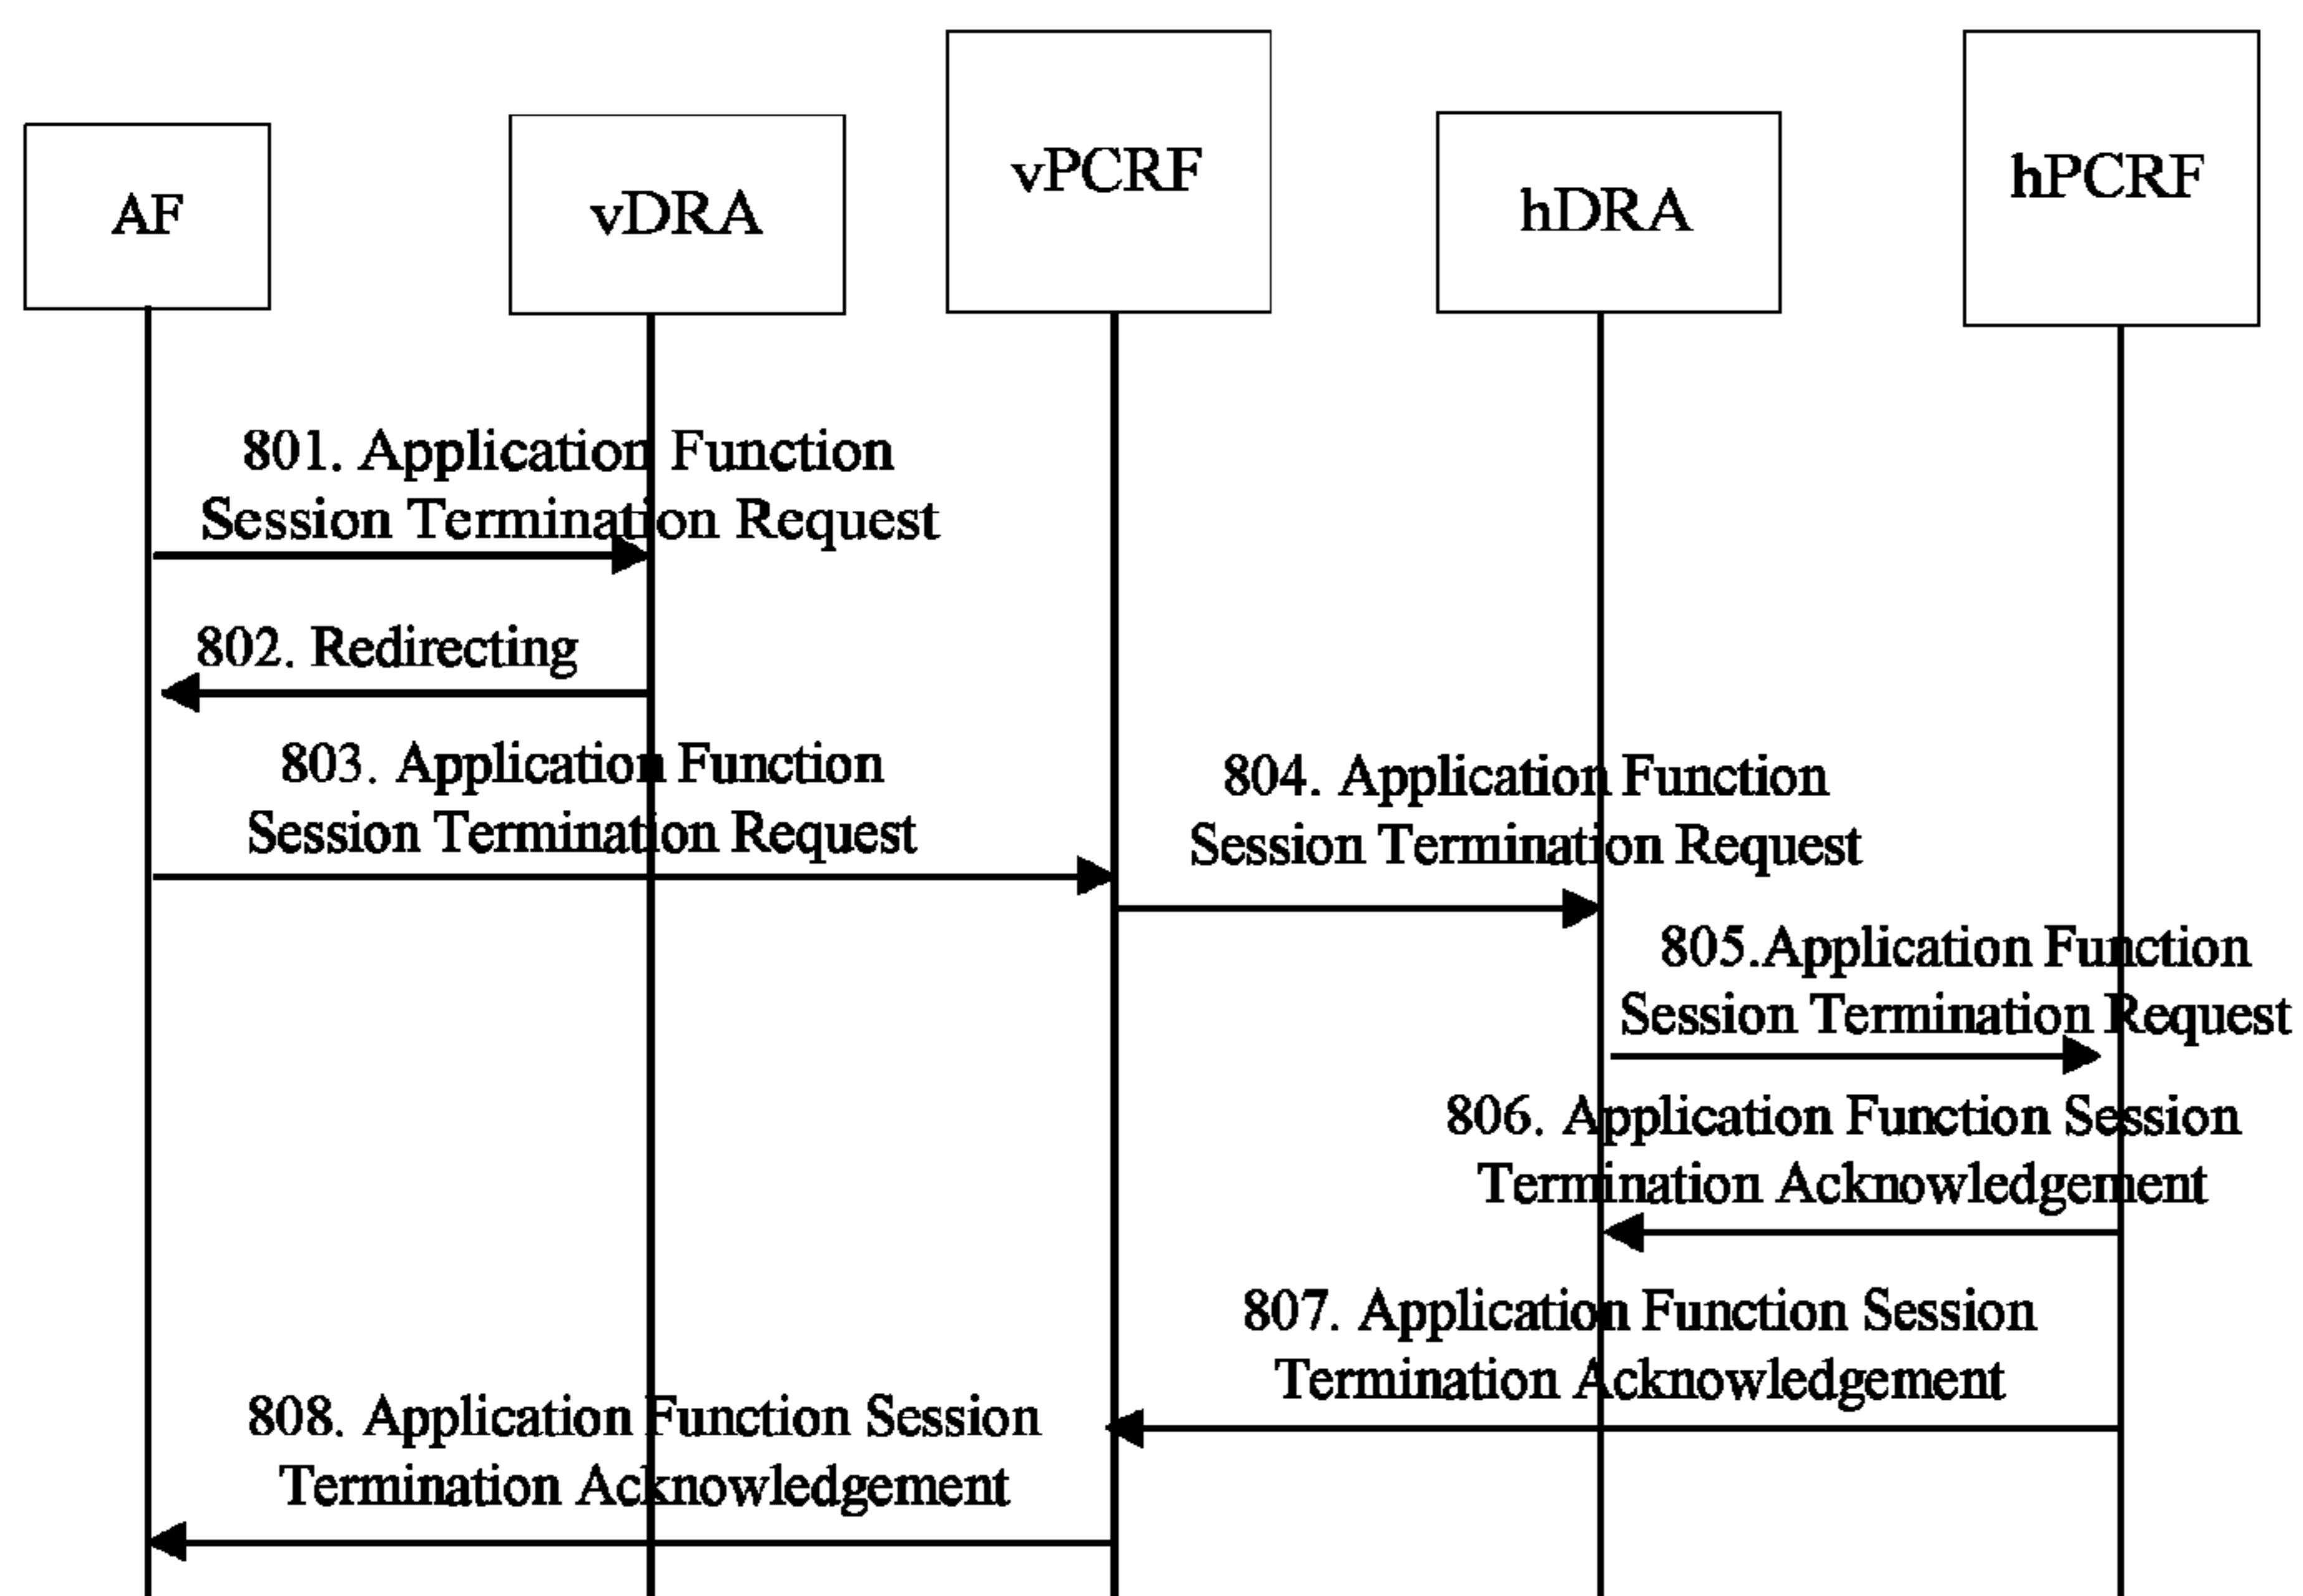 AF
vDRA
vPCRF
hDRA
hPCRF
801. Application Function
Session Termination Request
802. Redirecting
803. Application Function
Session Termination Request
804. Application Function
Session Termination Request
805.Application Function
Session Termination Request
806. Application Function Session
Termination Acknowledgement
807. Application Function Session
Termination Acknowledgement
808. Application Function Session
Termination Acknowledgement